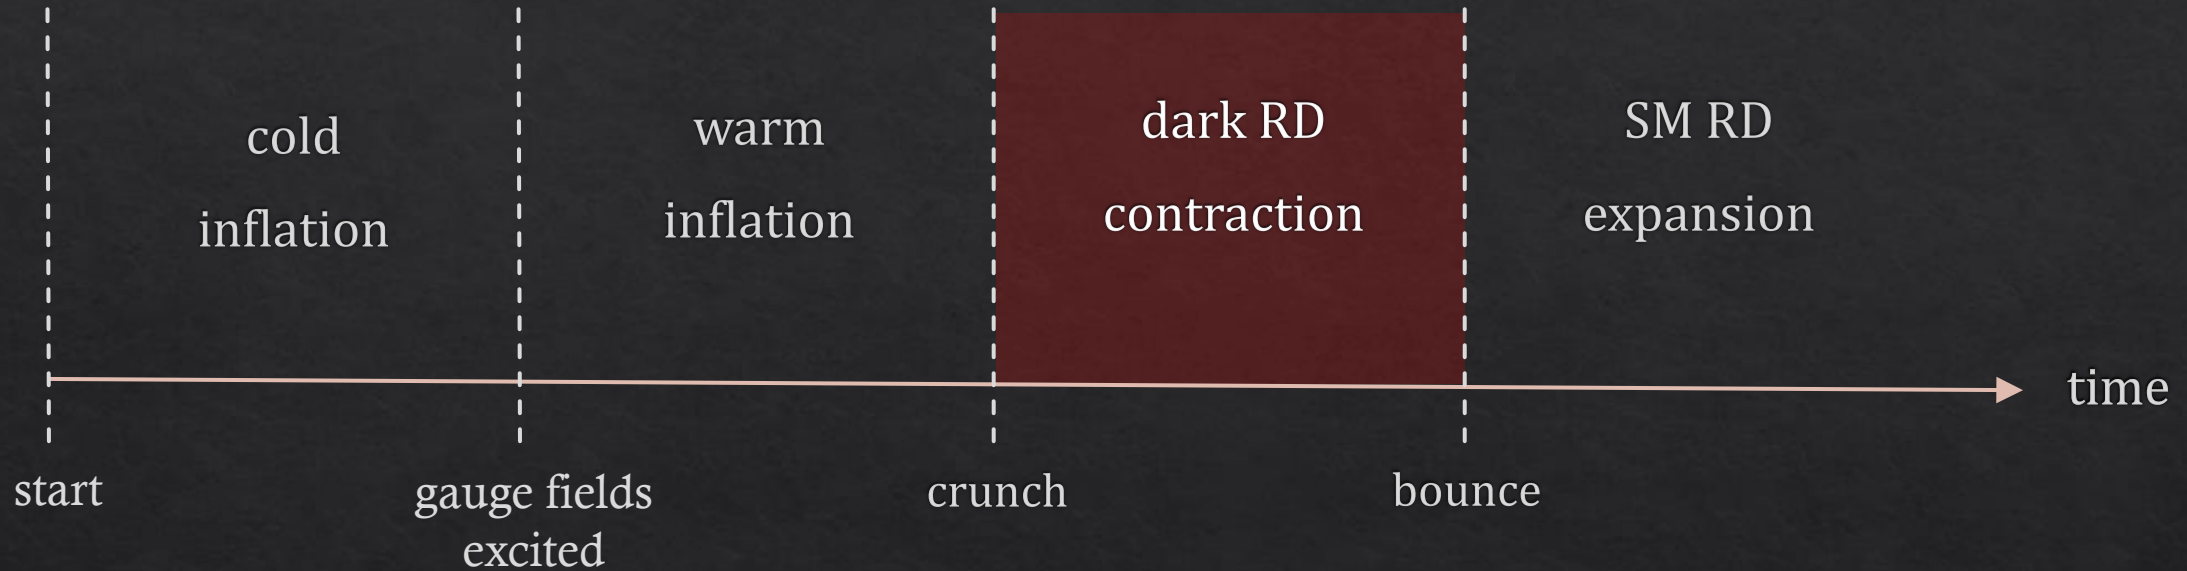 cold
inflation
warm
inflation
dark RD
contraction
SM RD
expansion
time
start
gauge fields
excited
crunch
bounce